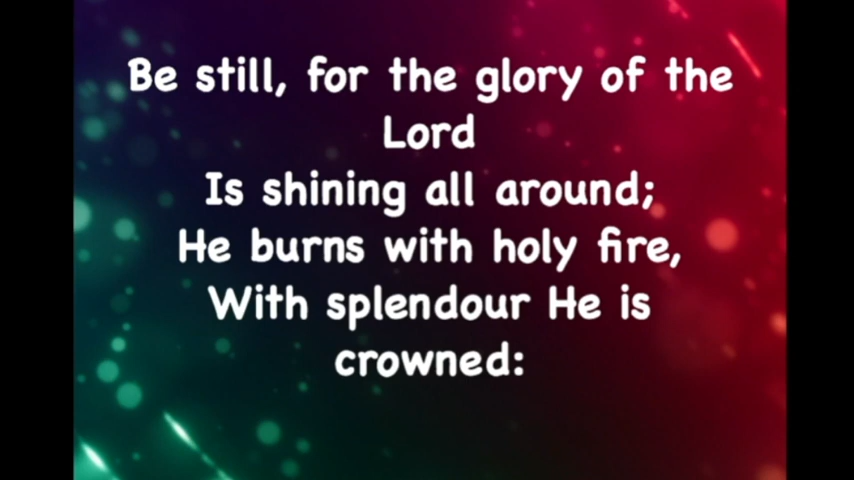 Be still, for the glory of the
Lord
Is shining all around;
He burns with holy fire,
With splendour He is
crowned: